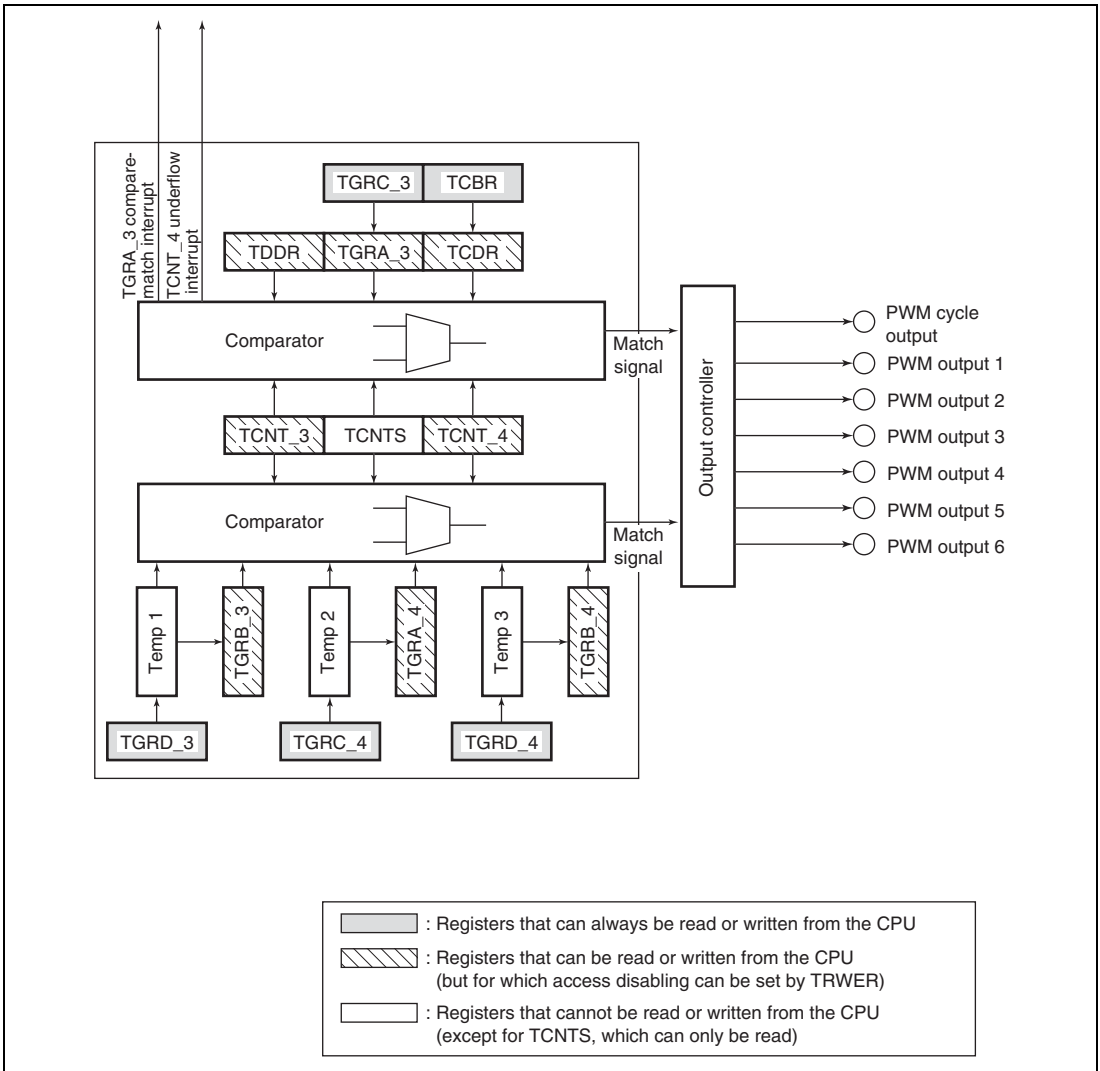 TGRA_3 compare-
match interrupt
TCNT_4 underflow
interrupt
TGRC_3 TCBR
TDDR TGRA_3 TCDR
Comparator
Match
signal
TCNT_3 TCNTS TCNT_4
Comparator
Match
signal
Temp 1 TGRB_3 Temp 2 TGRA_4 Temp 3 TGRB_4
TGRD_3 TGRC_4 TGRD_4
Output controller
PWM cycle
output
PWM output 1
PWM output 2
PWM output 3
PWM output 4
PWM output 5
PWM output 6
: Registers that can always be read or written from the CPU
: Registers that can be read or written from the CPU
(but for which access disabling can be set by TRWER)
: Registers that cannot be read or written from the CPU
(except for TCNTS, which can only be read)